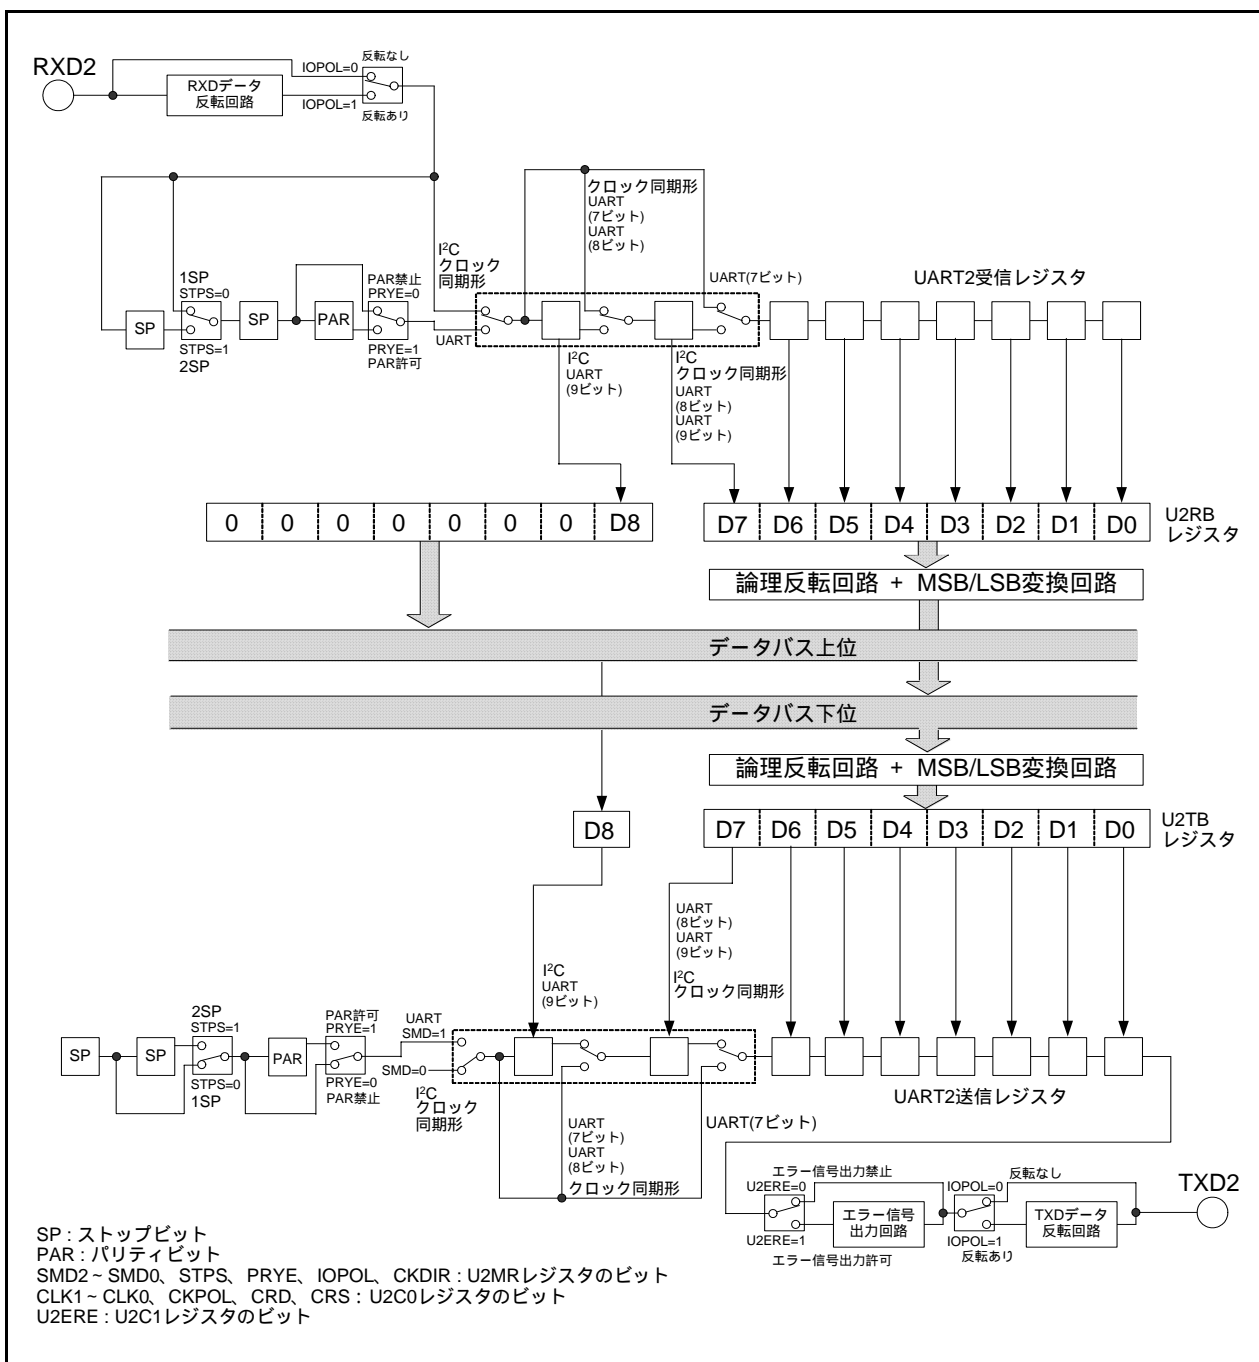 RXD2
反転なし
IOPOL=0
RXDデータ
反転回路
IOPOL=1
反転あり
クロック同期形
UART
(7ビット)
UART
(8ビット)
I²C
クロック
同期形
1SP
STPS=0
PAR禁止
PRYE=0
UART(7ビット)
UART2受信レジスタ
SP
SP
PAR
UART
STPS=1
2SP
PRYE=1
PAR許可
I²C
UART
(9ビット)
I²C
クロック同期形
UART
(8ビット)
UART
(9ビット)
0 0 0 0 0 0 0 D8
D7 D6 D5 D4 D3 D2 D1 D0
U2RB
レジスタ
論理反転回路 + MSB/LSB変換回路
データバス上位
データバス下位
論理反転回路 + MSB/LSB変換回路
D8
D7 D6 D5 D4 D3 D2 D1 D0
U2TB
レジスタ
UART
(8ビット)
UART
(9ビット)
I²C
クロック同期形
I²C
UART
(9ビット)
2SP
STPS=1
PAR許可
PRYE=1
UART
SMD=1
SP
SP
PAR
SMD=0
STPS=0
1SP
PRYE=0
PAR禁止
I²C
クロック
同期形
UART2送信レジスタ
UART
(7ビット)
UART
(8ビット)
クロック同期形
UART(7ビット)
エラー信号出力禁止
U2ERE=0
IOPOL=0
反転なし
TXD2
エラー信号
出力回路
TXDデータ
反転回路
U2ERE=1
エラー信号出力許可
IOPOL=1
反転あり
SP : ストップビット
PAR : パリティビット
SMD2~SMD0、STPS、PRYE、IOPOL、CKDIR : U2MRレジスタのビット
CLK1~CLK0、CKPOL、CRD、CRS : U2C0レジスタのビット
U2ERE : U2C1レジスタのビット